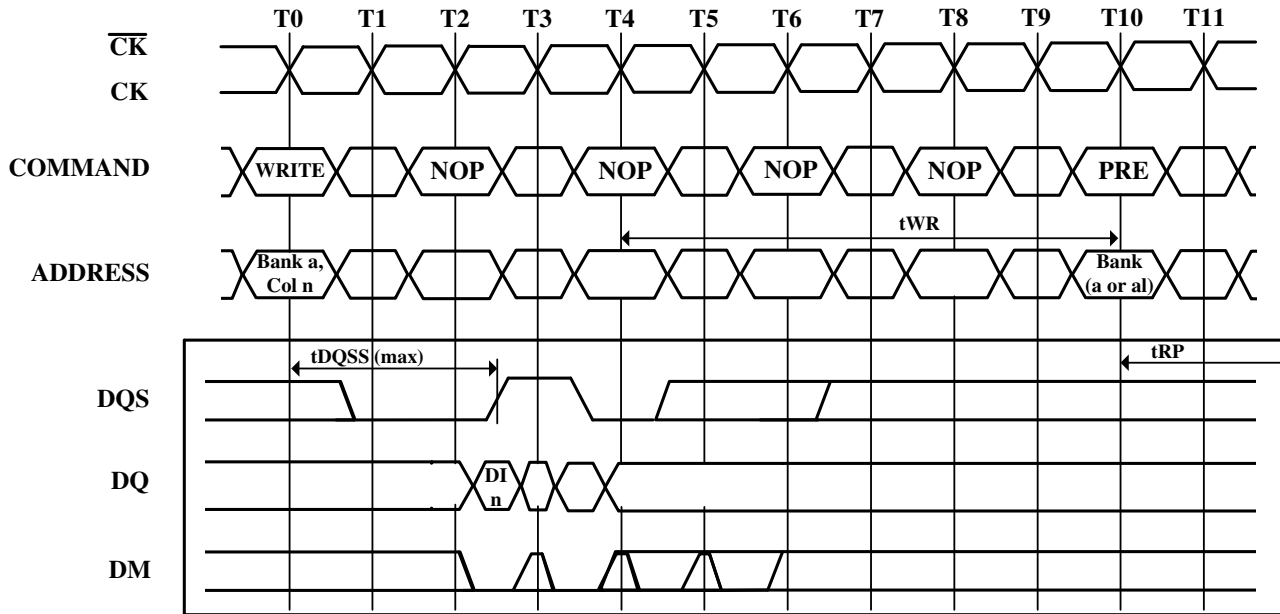 T0 T1 T2 T3 T4 T5 T6 T7 T8 T9 T10 T11
CK
CK
COMMAND WRITE NOP NOP NOP NOP PRE
tWR
ADDRESS Bank a, Col n Bank (a or al)
tDQSS (max) tRP
DQS
DQ DI n
DM